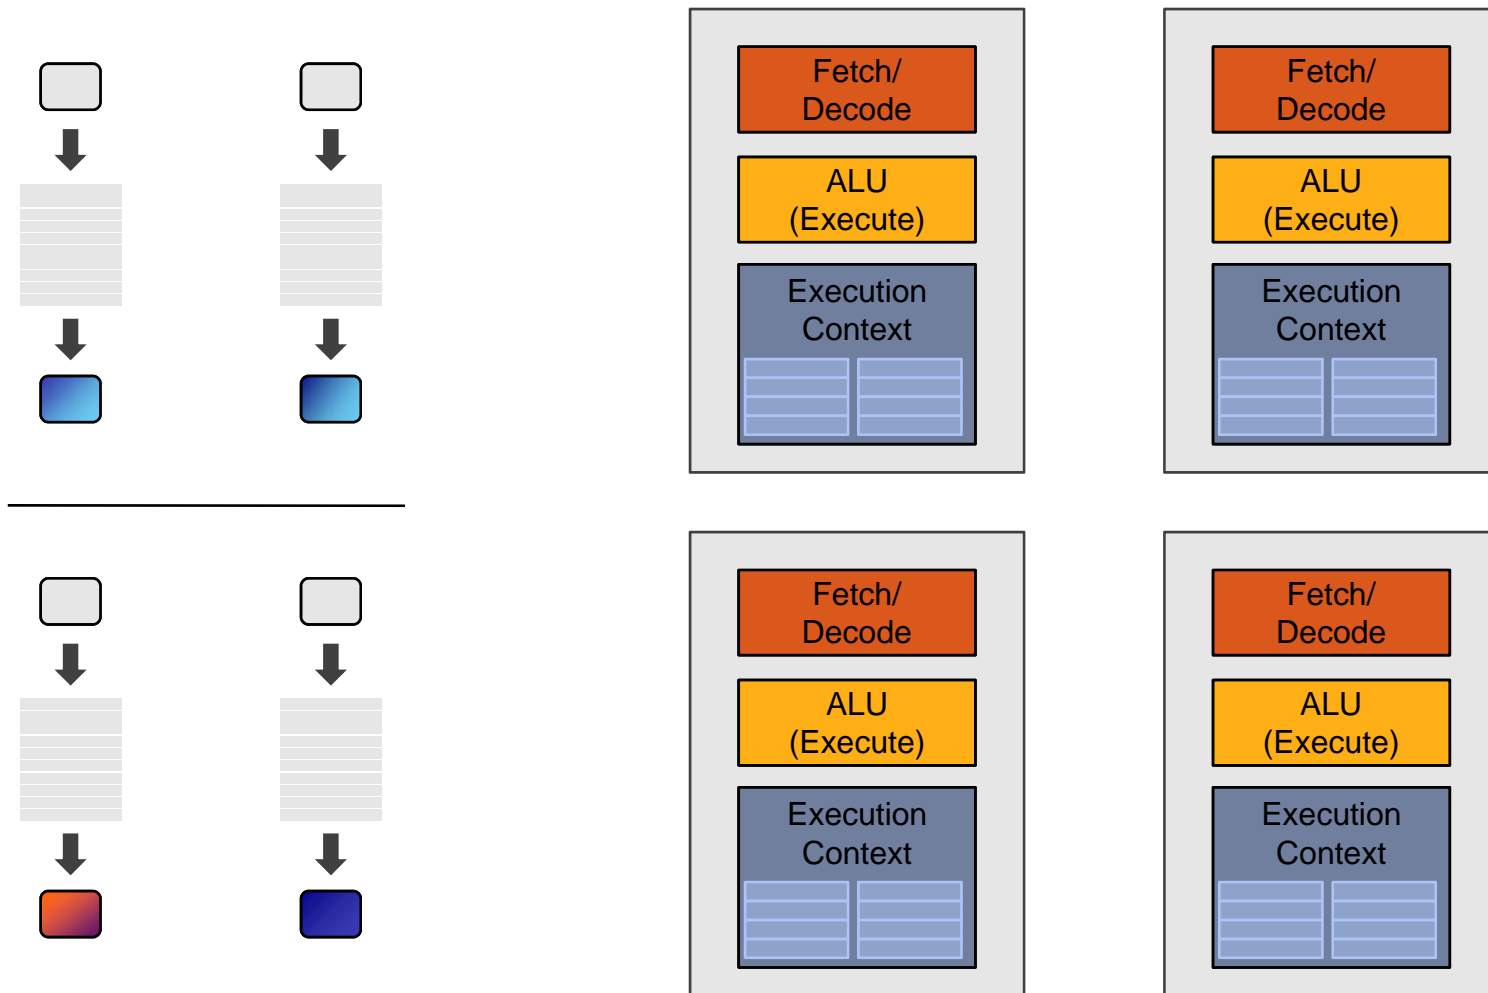 Fetch/
Decode
ALU
(Execute)
Execution
Context
Fetch/
Decode
ALU
(Execute)
Execution
Context
Fetch/
Decode
ALU
(Execute)
Execution
Context
Fetch/
Decode
ALU
(Execute)
Execution
Context